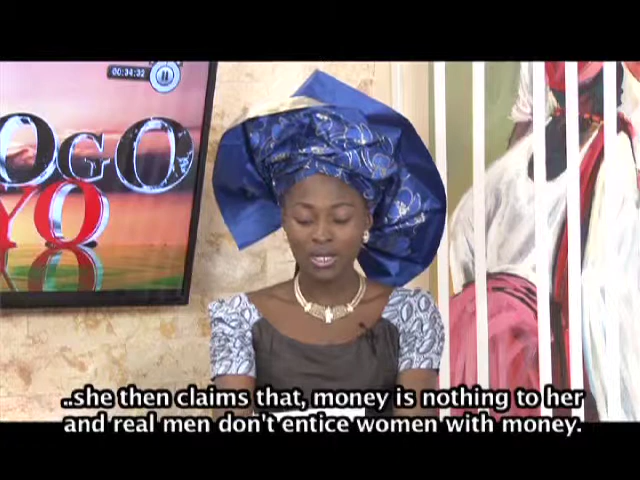 00:34:32
OGO
YO
..she then claims that, money is nothing to her
and real men don't entice women with money.